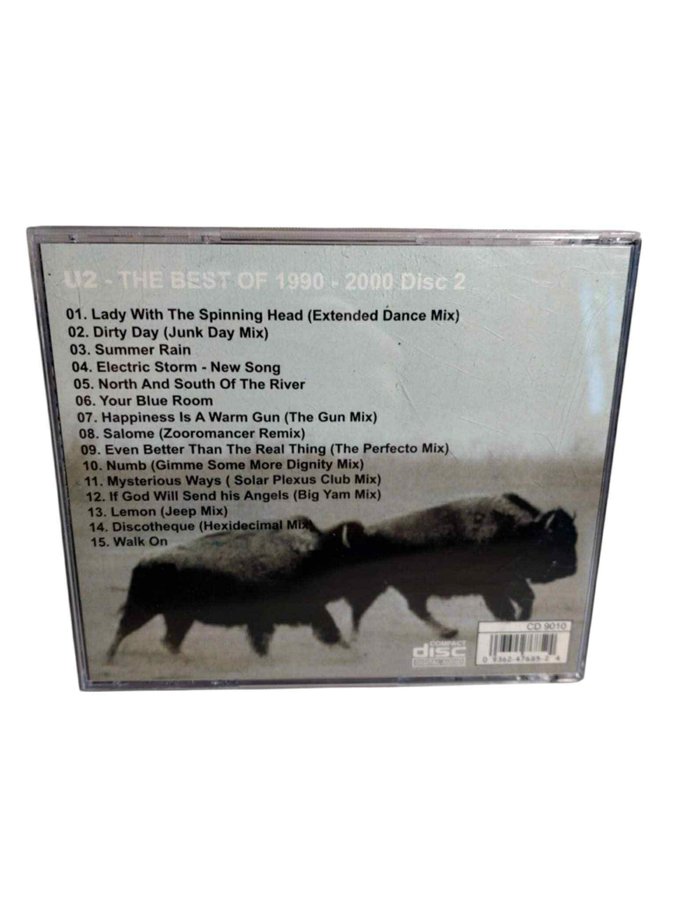 U2 - THE BEST OF 1990 - 2000 Disc 2
01. Lady With The Spinning Head (Extended Dance Mix)
02. Dirty Day (Junk Day Mix)
03. Summer Rain
04. Electric Storm - New Song
05. North And South Of The River
06. Your Blue Room
07. Happiness Is A Warm Gun (The Gun Mix)
08. Salome (Zooromancer Remix)
09. Even Better Than The Real Thing (The Perfecto Mix)
10. Numb (Gimme Some More Dignity Mix)
11. Mysterious Ways ( Solar Plexus Club Mix)
12. If God Will Send his Angels (Big Yam Mix)
13. Lemon (Jeep Mix)
14. Discotheque (Hexidecimal Mix)
15. Walk On
CD 9010
COMPACT
disc
DIGITAL AUDIO